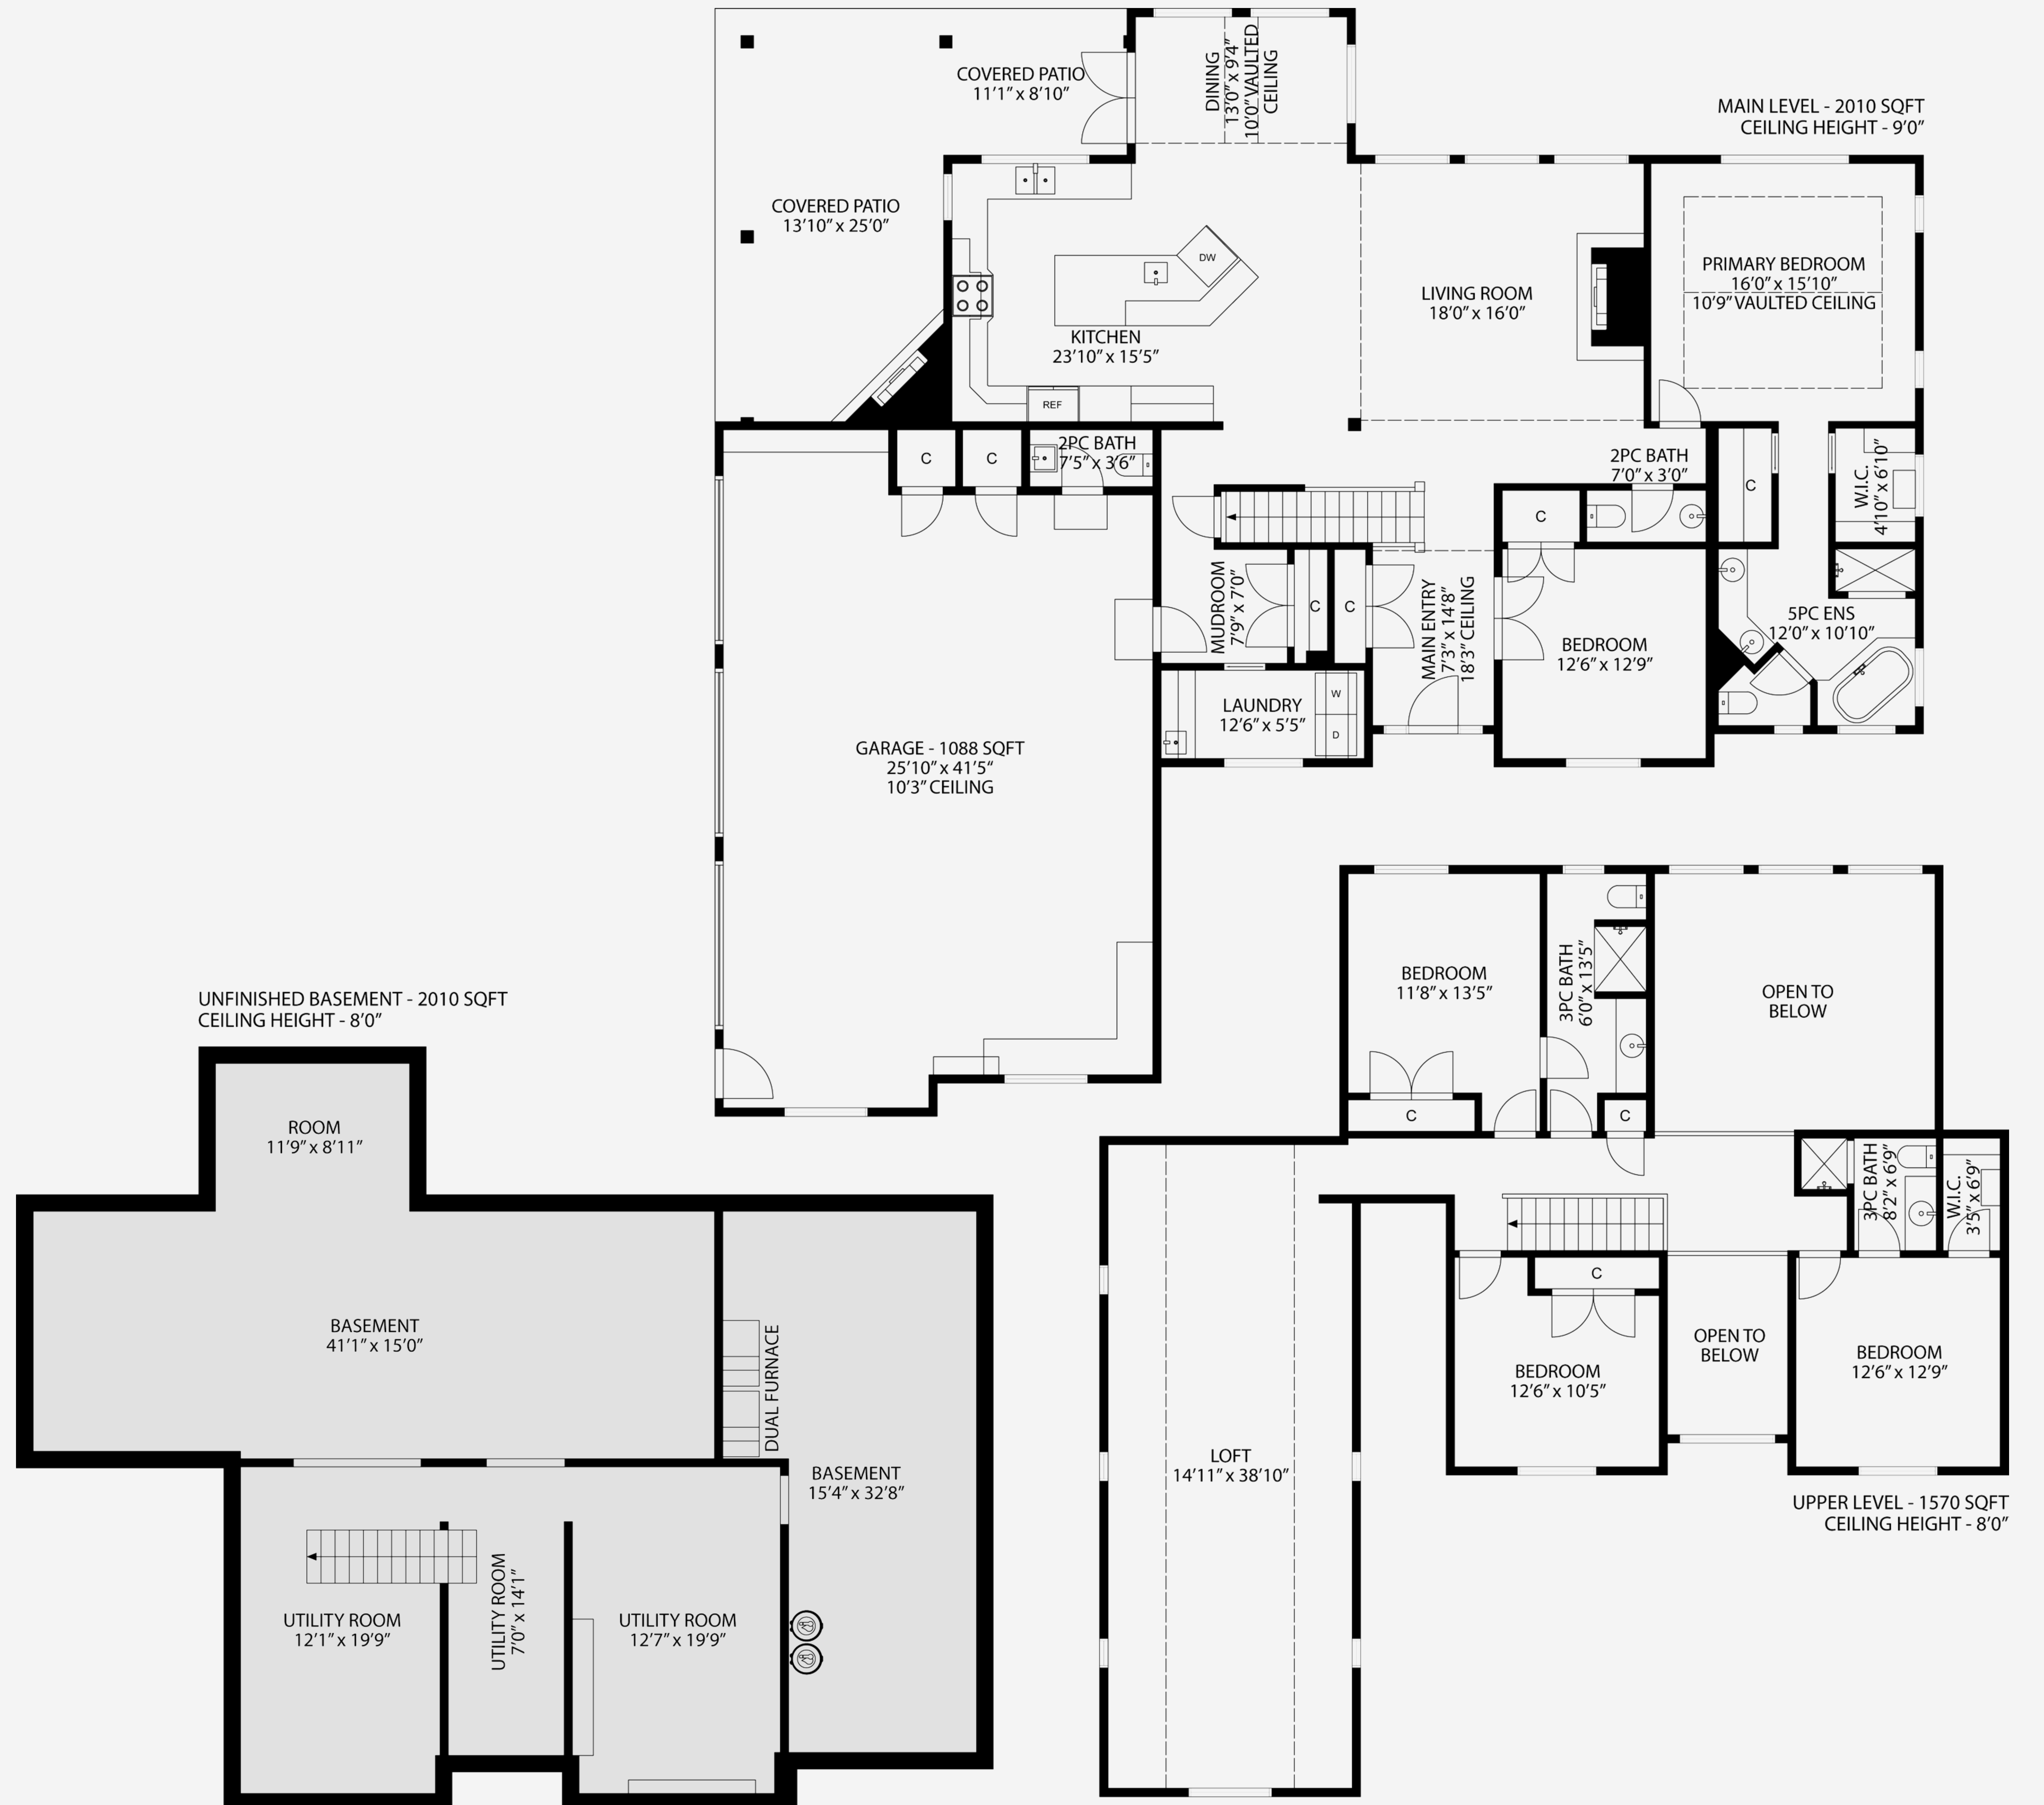 COVERED PATIO
11'1" x 8'10"
DINING
13'0" x 9'4"
10'0" VAULTED
CEILING
MAIN LEVEL - 2010 SQFT
CEILING HEIGHT - 9'0"
COVERED PATIO
13'10" x 25'0"
DW
KITCHEN
23'10" x 15'5"
REF
LIVING ROOM
18'0" x 16'0"
PRIMARY BEDROOM
16'0" x 15'10"
10'9" VAULTED CEILING
C
C
2PC BATH
7'5" x 3'6"
2PC BATH
7'0" x 3'0"
C
C
W.I.C.
4'10" x 6'10"
MUDROOM
7'9" x 7'0"
C
C
MAIN ENTRY
7'3" x 14'8"
18'3" CEILING
BEDROOM
12'6" x 12'9"
5PC ENS
12'0" x 10'10"
LAUNDRY
12'6" x 5'5"
W
D
GARAGE - 1088 SQFT
25'10" x 41'5"
10'3" CEILING
BEDROOM
11'8" x 13'5"
C
3PC BATH
6'0" x 13'5"
C
OPEN TO
BELOW
3PC BATH
8'2" x 6'9"
W.I.C.
3'5" x 6'9"
C
BEDROOM
12'6" x 10'5"
OPEN TO
BELOW
BEDROOM
12'6" x 12'9"
LOFT
14'11" x 38'10"
UPPER LEVEL - 1570 SQFT
CEILING HEIGHT - 8'0"
UNFINISHED BASEMENT - 2010 SQFT
CEILING HEIGHT - 8'0"
ROOM
11'9" x 8'11"
BASEMENT
41'1" x 15'0"
DUAL FURNACE
BASEMENT
15'4" x 32'8"
UTILITY ROOM
12'1" x 19'9"
UTILITY ROOM
7'0" x 14'1"
UTILITY ROOM
12'7" x 19'9"